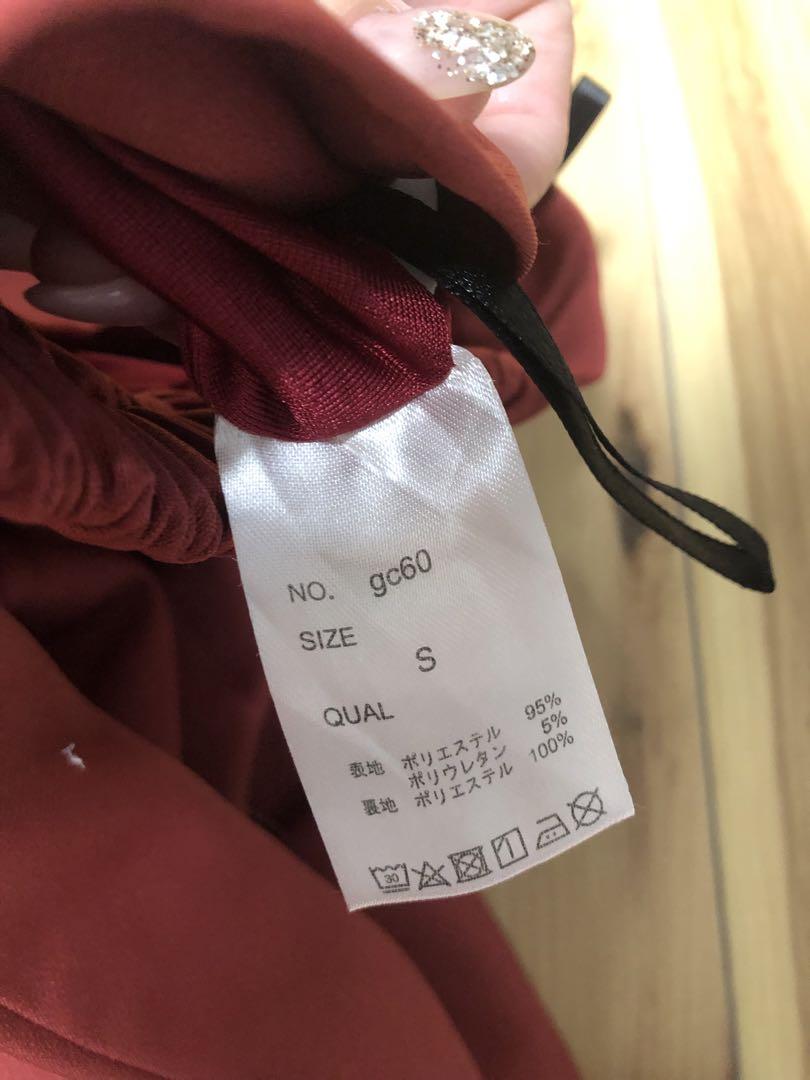 NO. gc60
SIZE
S
QUAL
表地 ポリエステル 95%
ポリウレタン 5%
裏地 ポリエステル 100%
30